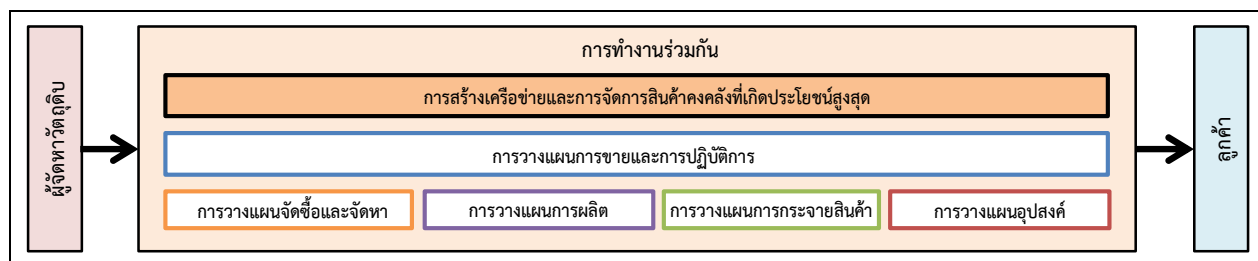 ผู้จัดหาวัตถุดิบ
การทำงานร่วมกัน
การสร้างเครือข่ายและการจัดการสินค้าคงคลังที่เกิดประโยชน์สูงสุด
การวางแผนการขายและการปฏิบัติการ
การวางแผนจัดซื้อและจัดหา
การวางแผนการผลิต
การวางแผนการกระจายสินค้า
การวางแผนอุปสงค์
ลูกค้า